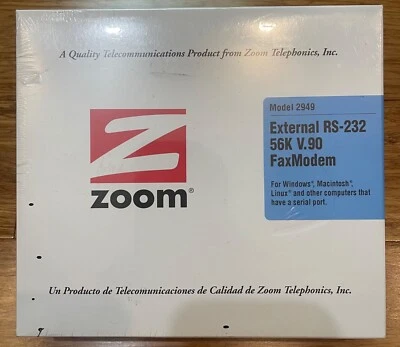 A Quality Telecommunications Product from Zoom Telephonics, Inc.
Model 2949
External RS-232
56K V.90
FaxModem
For Windows®, Macintosh®,
Linux® and other computers that
have a serial port.
Z
zoom®
Un Producto de Telecomunicaciones de Calidad de Zoom Telephonics, Inc.